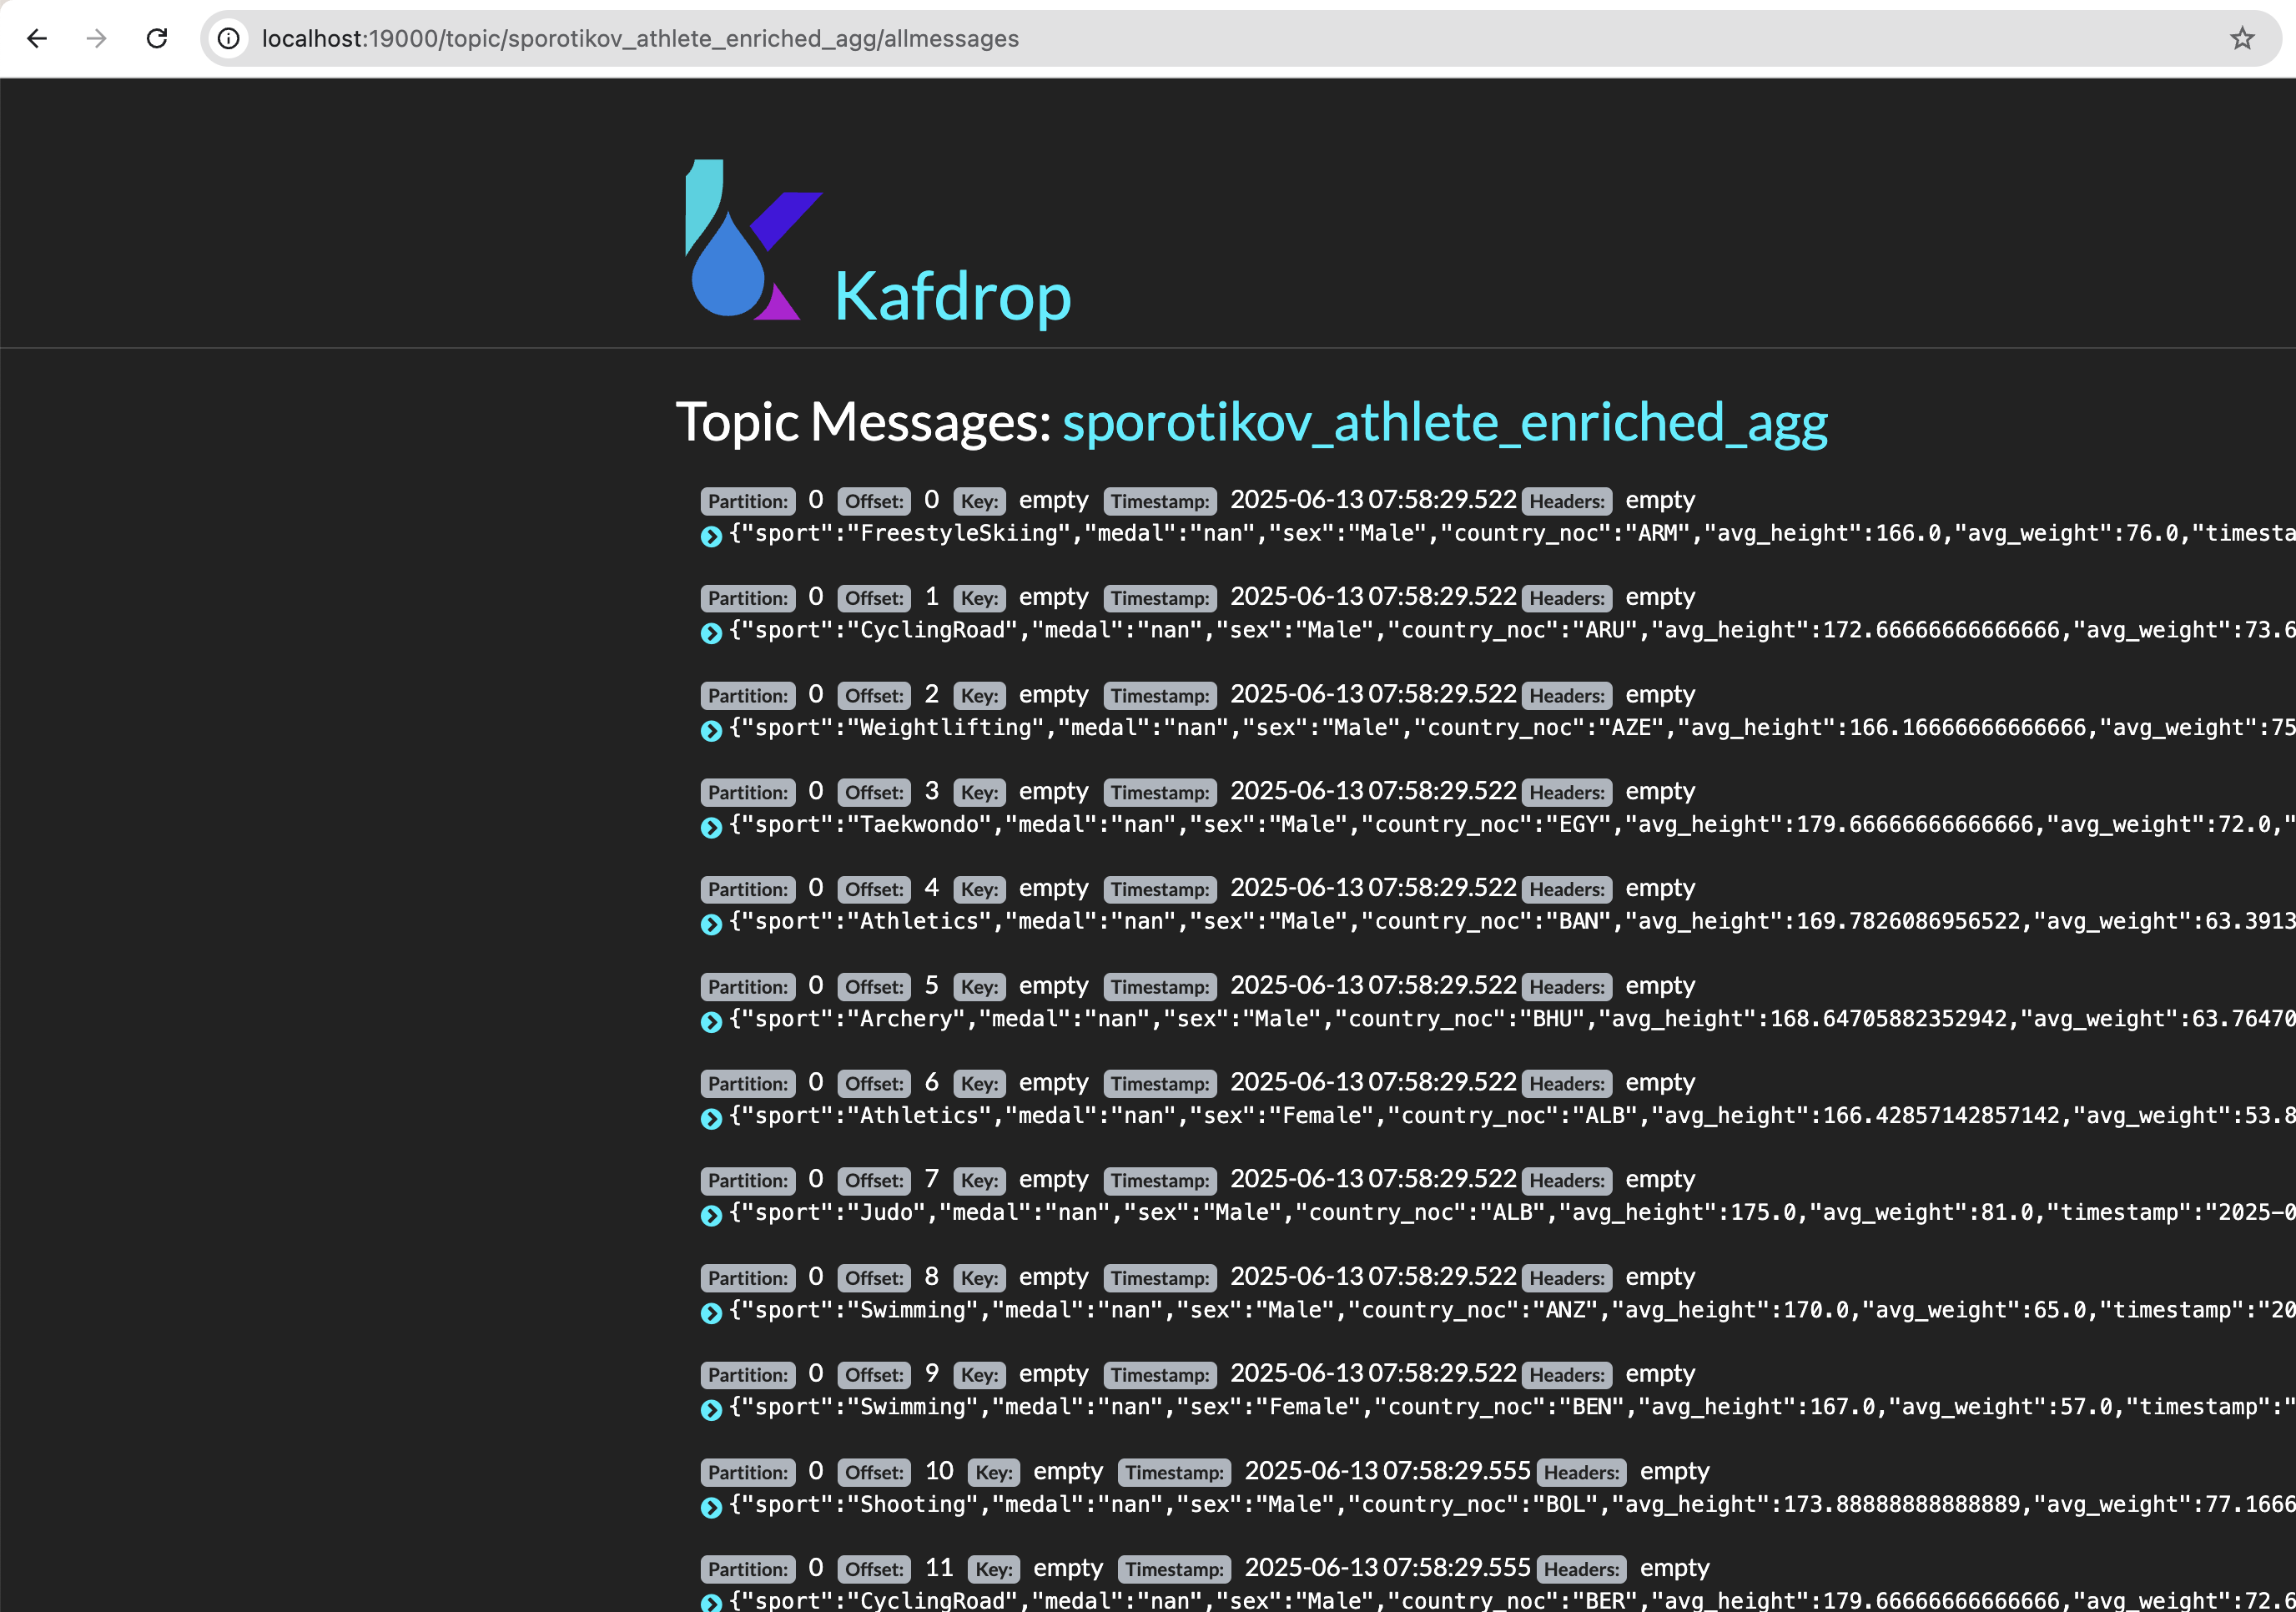 localhost:19000/topic/sporotikov_athlete_enriched_agg/allmessages
Kafdrop
Topic Messages: sporotikov_athlete_enriched_agg
Partition: 0 Offset: 0 Key: empty Timestamp: 2025-06-13 07:58:29.522 Headers: empty
{"sport":"FreestyleSkiing","medal":"nan","sex":"Male","country_noc":"ARM","avg_height":166.0,"avg_weight":76.0,"timesta
Partition: 0 Offset: 1 Key: empty Timestamp: 2025-06-13 07:58:29.522 Headers: empty
{"sport":"CyclingRoad","medal":"nan","sex":"Male","country_noc":"ARU","avg_height":172.66666666666666,"avg_weight":73.6
Partition: 0 Offset: 2 Key: empty Timestamp: 2025-06-13 07:58:29.522 Headers: empty
{"sport":"Weightlifting","medal":"nan","sex":"Male","country_noc":"AZE","avg_height":166.16666666666666,"avg_weight":75
Partition: 0 Offset: 3 Key: empty Timestamp: 2025-06-13 07:58:29.522 Headers: empty
{"sport":"Taekwondo","medal":"nan","sex":"Male","country_noc":"EGY","avg_height":179.66666666666666,"avg_weight":72.0,"
Partition: 0 Offset: 4 Key: empty Timestamp: 2025-06-13 07:58:29.522 Headers: empty
{"sport":"Athletics","medal":"nan","sex":"Male","country_noc":"BAN","avg_height":169.7826086956522,"avg_weight":63.3913
Partition: 0 Offset: 5 Key: empty Timestamp: 2025-06-13 07:58:29.522 Headers: empty
{"sport":"Archery","medal":"nan","sex":"Male","country_noc":"BHU","avg_height":168.64705882352942,"avg_weight":63.76470
Partition: 0 Offset: 6 Key: empty Timestamp: 2025-06-13 07:58:29.522 Headers: empty
{"sport":"Athletics","medal":"nan","sex":"Female","country_noc":"ALB","avg_height":166.42857142857142,"avg_weight":53.8
Partition: 0 Offset: 7 Key: empty Timestamp: 2025-06-13 07:58:29.522 Headers: empty
{"sport":"Judo","medal":"nan","sex":"Male","country_noc":"ALB","avg_height":175.0,"avg_weight":81.0,"timestamp":"2025-0
Partition: 0 Offset: 8 Key: empty Timestamp: 2025-06-13 07:58:29.522 Headers: empty
{"sport":"Swimming","medal":"nan","sex":"Male","country_noc":"ANZ","avg_height":170.0,"avg_weight":65.0,"timestamp":"20
Partition: 0 Offset: 9 Key: empty Timestamp: 2025-06-13 07:58:29.522 Headers: empty
{"sport":"Swimming","medal":"nan","sex":"Female","country_noc":"BEN","avg_height":167.0,"avg_weight":57.0,"timestamp":"
Partition: 0 Offset: 10 Key: empty Timestamp: 2025-06-13 07:58:29.555 Headers: empty
{"sport":"Shooting","medal":"nan","sex":"Male","country_noc":"BOL","avg_height":173.88888888888889,"avg_weight":77.1666
Partition: 0 Offset: 11 Key: empty Timestamp: 2025-06-13 07:58:29.555 Headers: empty
{"sport":"CyclingRoad","medal":"nan","sex":"Male","country_noc":"BER","avg_height":179.66666666666666,"avg_weight":72.6